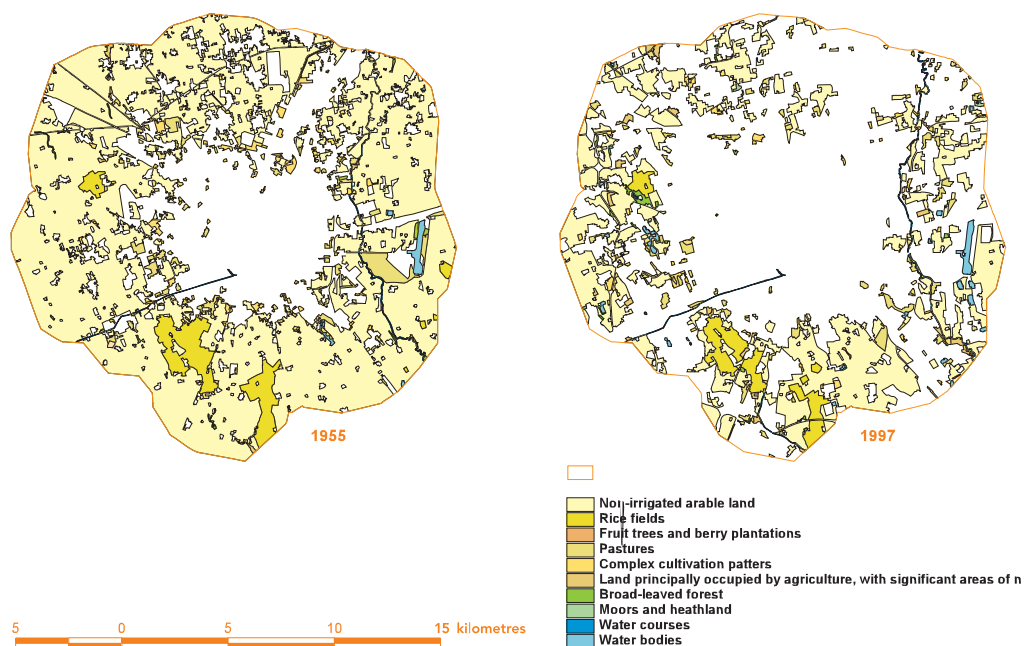 1955
1997
Non-irrigated arable land
Rice fields
Fruit trees and berry plantations
Pastures
Complex cultivation patters
Land principally occupied by agriculture, with significant areas of n
Broad-leaved forest
Moors and heathland
Water courses
Water bodies
5 0 5 10 15 kilometres